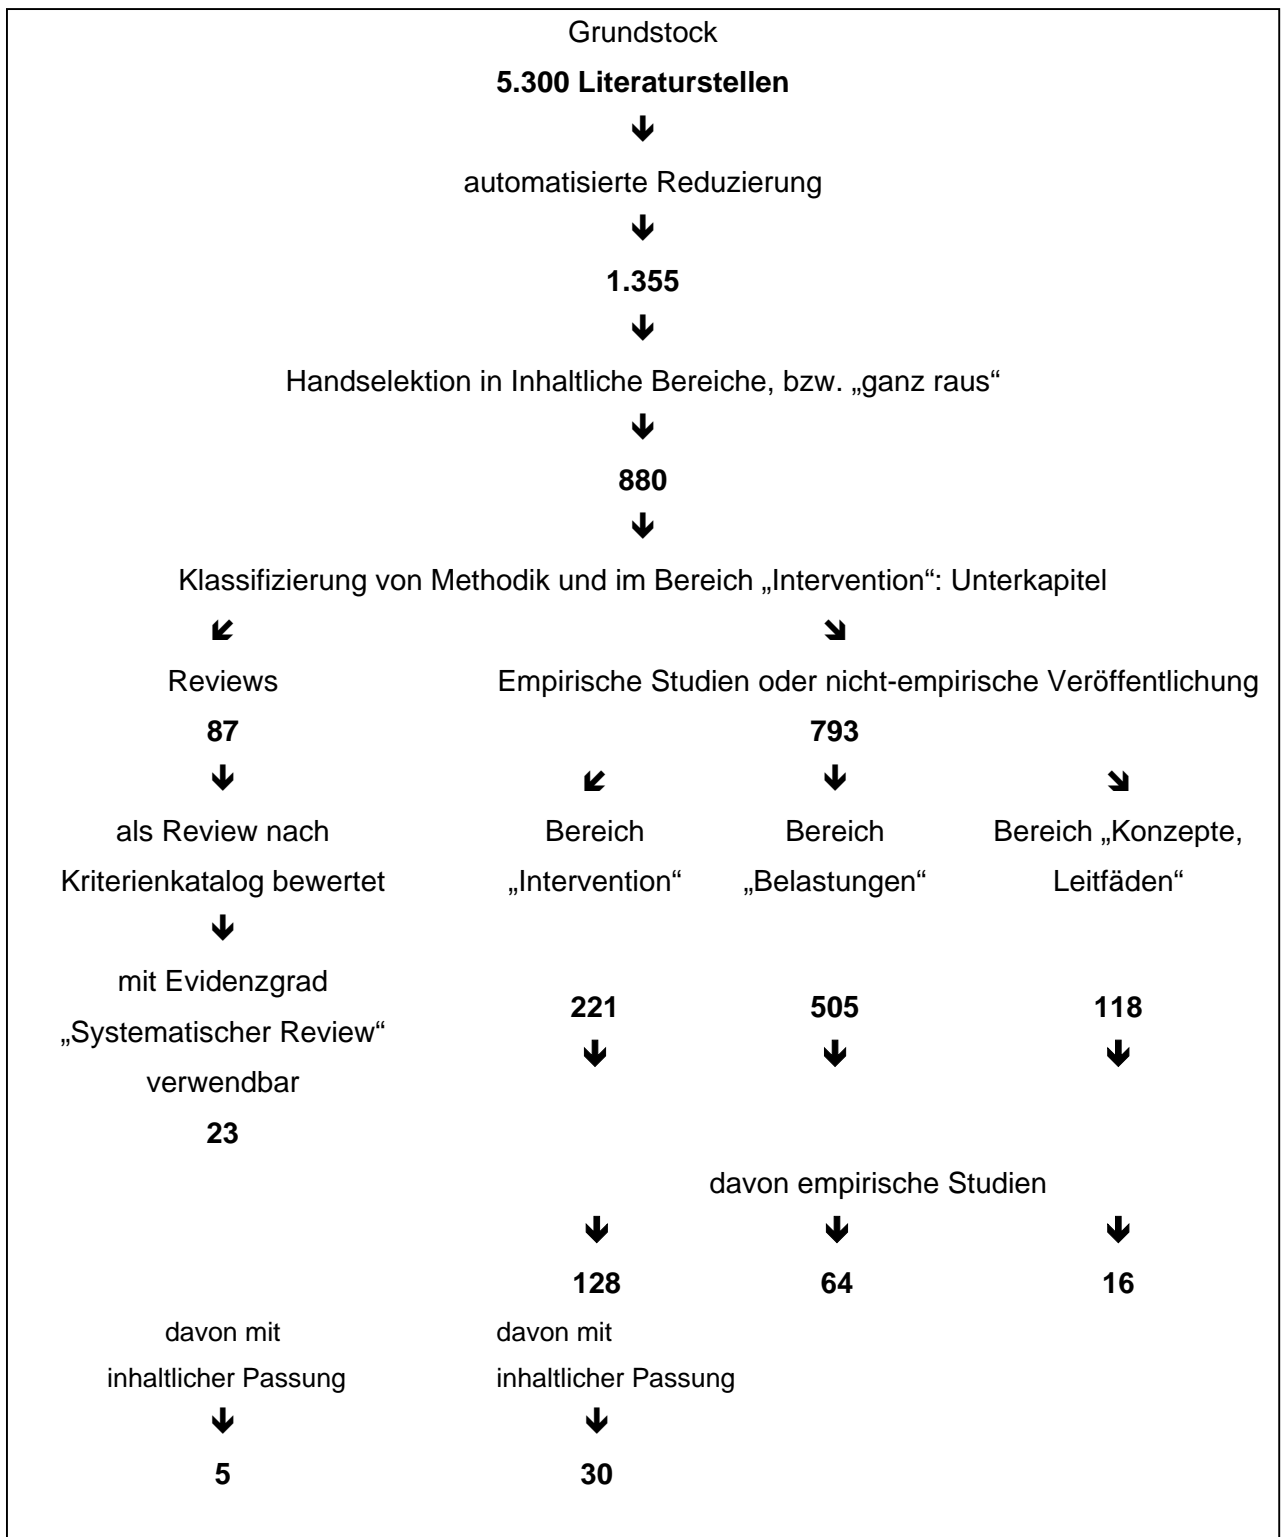 Grundstock
5.300 Literaturstellen
automatisierte Reduzierung
1.355
Handselektion in Inhaltliche Bereiche, bzw. „ganz raus“
880
Klassifizierung von Methodik und im Bereich „Intervention“: Unterkapitel
Reviews
87
als Review nach
Kriterienkatalog bewertet
mit Evidenzgrad
„Systematischer Review“
verwendbar
23
Empirische Studien oder nicht-empirische Veröffentlichung
793
Bereich
„Intervention“
221
Bereich
„Belastungen“
505
Bereich „Konzepte,
Leitfäden“
118
davon empirische Studien
128
64
16
davon mit
inhaltlicher Passung
5
davon mit
inhaltlicher Passung
30